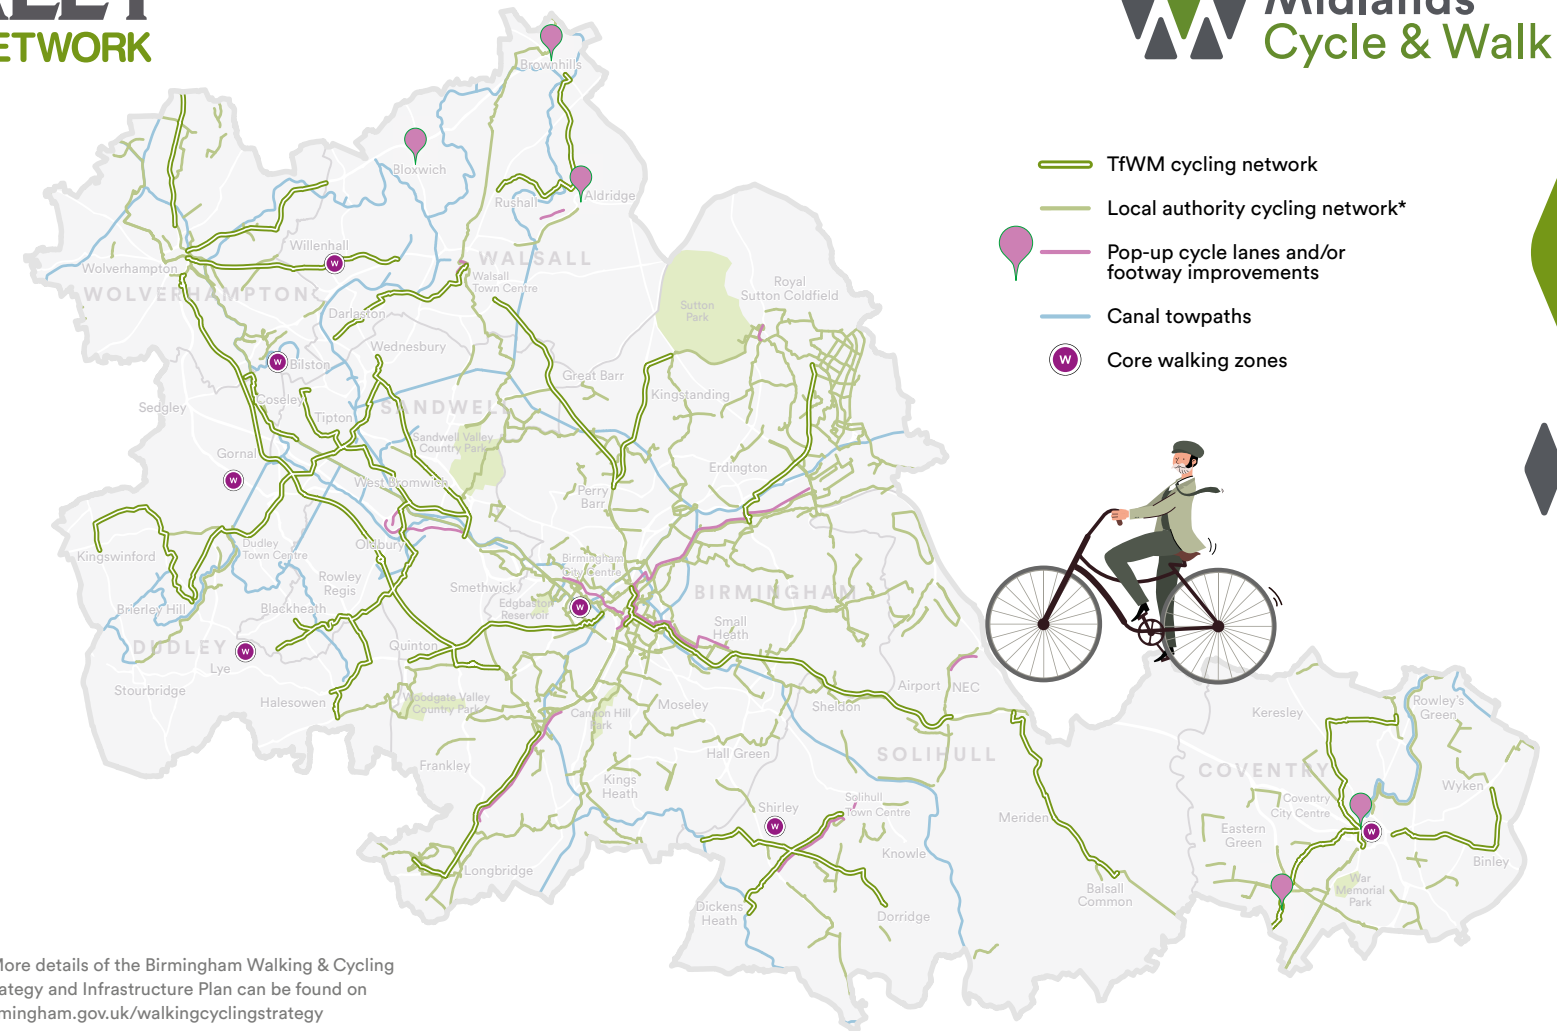 NETWORK
Midlands
Cycle & Walk
TfWM cycling network
Local authority cycling network*
Pop-up cycle lanes and/or
footway improvements
Canal towpaths
W Core walking zones
Brownhills
Bloxwich
Rushall
Aldridge
Willenhall
W
WALSALL
Walsall
Town Centre
Wolverhampton
WOLVERHAMPTON
Darlaston
Royal
Sutton Coldfield
Sutton
Park
Wednesbury
W
Bilston
Great Barr
Kingstanding
Coseley
Sedgley
Tipton
SANDWELL
Sandwell Valley
Country Park
Gornal
W
West Bromwich
Erdington
Perry
Barr
Kingswinford
Dudley
Town Centre
Oldbury
Birmingham
City Centre
Rowley
Regis
Smethwick
Edgbaston
Reservoir
W
BIRMINGHAM
Brierley Hill
Blackheath
Small
Heath
DUDLEY
W
Lye
Quinton
Stourbridge
Halesowen
Woodgate Valley
Country Park
Cannon Hill
Park
Moseley
Sheldon
Airport
NEC
Keresley
Rowley's
Green
Frankley
Hall Green
SOLIHULL
COVENTRY
Kings
Heath
Wyken
Shirley
W
Solihull
Town Centre
Meriden
Coventry
City Centre
W
Eastern
Green
Knowle
Binley
Longbridge
War
Memorial
Park
Balsall
Common
Dickens
Heath
Dorridge
More details of the Birmingham Walking & Cycling
ategy and Infrastructure Plan can be found on
mingham.gov.uk/walkingcyclingstrategy